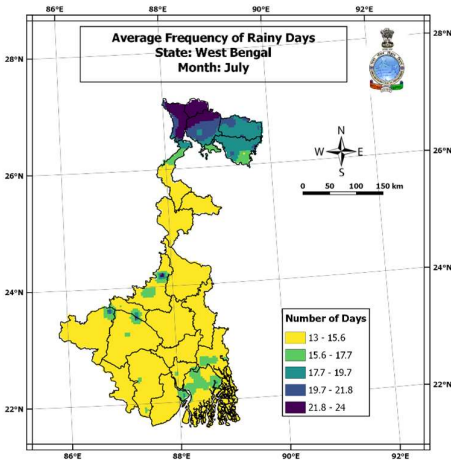 86°E
88°E
90°E
92°E
Average Frequency of Rainy Days
State: West Bengal
Month: July
28°N
28°N
N
W
E
S
26°N
26°N
0
50
100
150 km
24°N
24°N
Number of Days
13 - 15.6
15.6 - 17.7
17.7 - 19.7
19.7 - 21.8
21.8 - 24
22°N
22°N
86°E
88°E
90°E
92°E